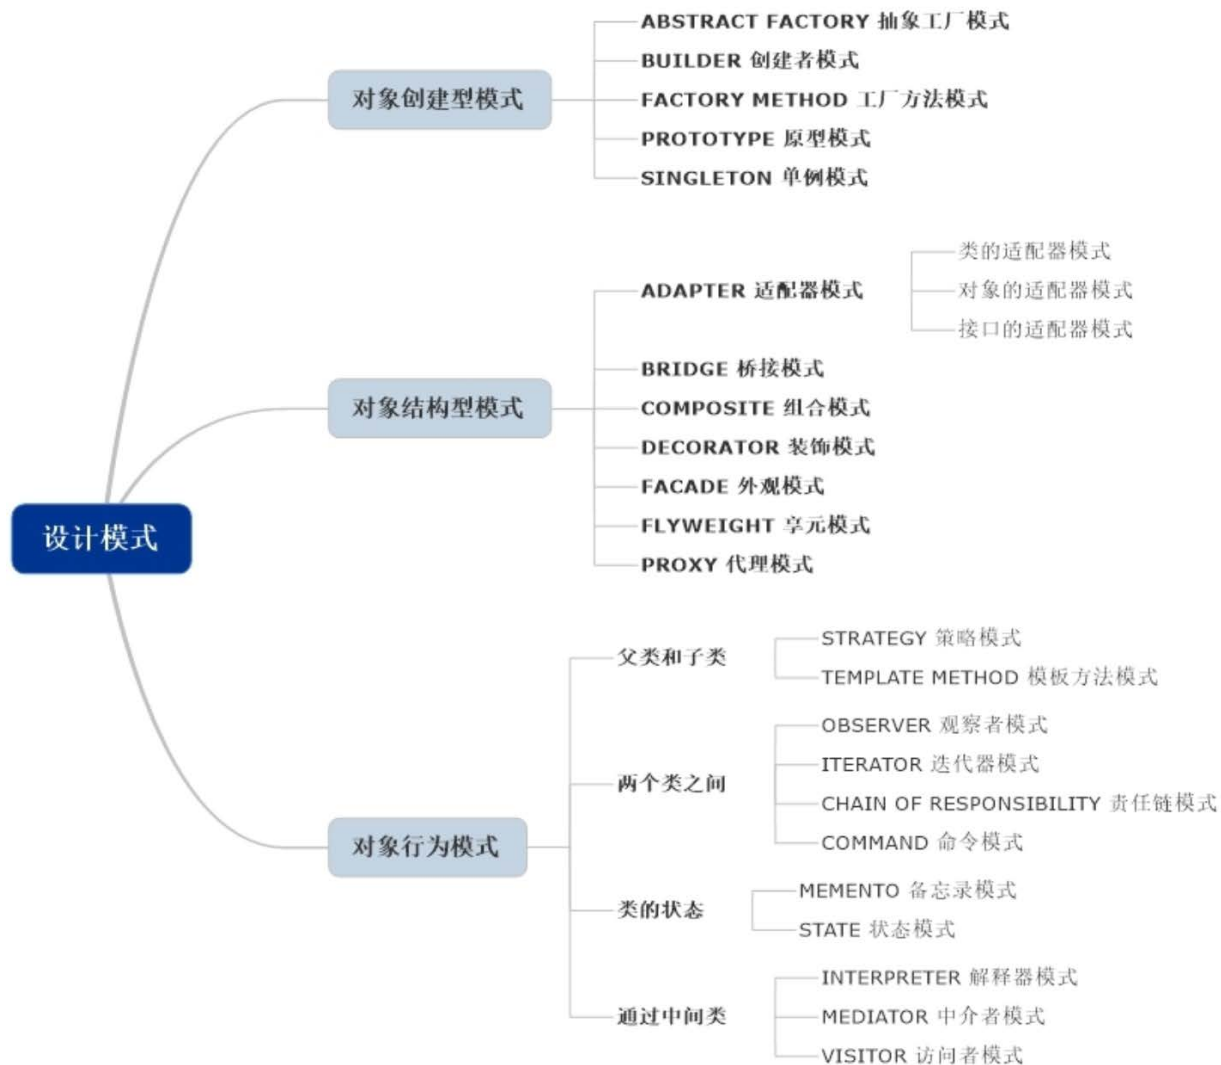 ABSTRACT FACTORY 抽象工厂模式
BUILDER 创建者模式
对象创建型模式
FACTORY METHOD 工厂方法模式
PROTOTYPE 原型模式
SINGLETON 单例模式
类的适配器模式
ADAPTER 适配器模式
对象的适配器模式
接口的适配器模式
BRIDGE 桥接模式
对象结构型模式
COMPOSITE 组合模式
DECORATOR 装饰模式
FACADE 外观模式
FLYWEIGHT 享元模式
设计模式
PROXY 代理模式
父类和子类
STRATEGY 策略模式
TEMPLATE METHOD 模板方法模式
OBSERVER 观察者模式
两个类之间
ITERATOR 迭代器模式
CHAIN OF RESPONSIBILITY 责任链模式
COMMAND 命令模式
对象行为模式
类的状态
MEMENTO 备忘录模式
STATE 状态模式
通过中间类
INTERPRETER 解释器模式
MEDIATOR 中介者模式
VISITOR 访问者模式